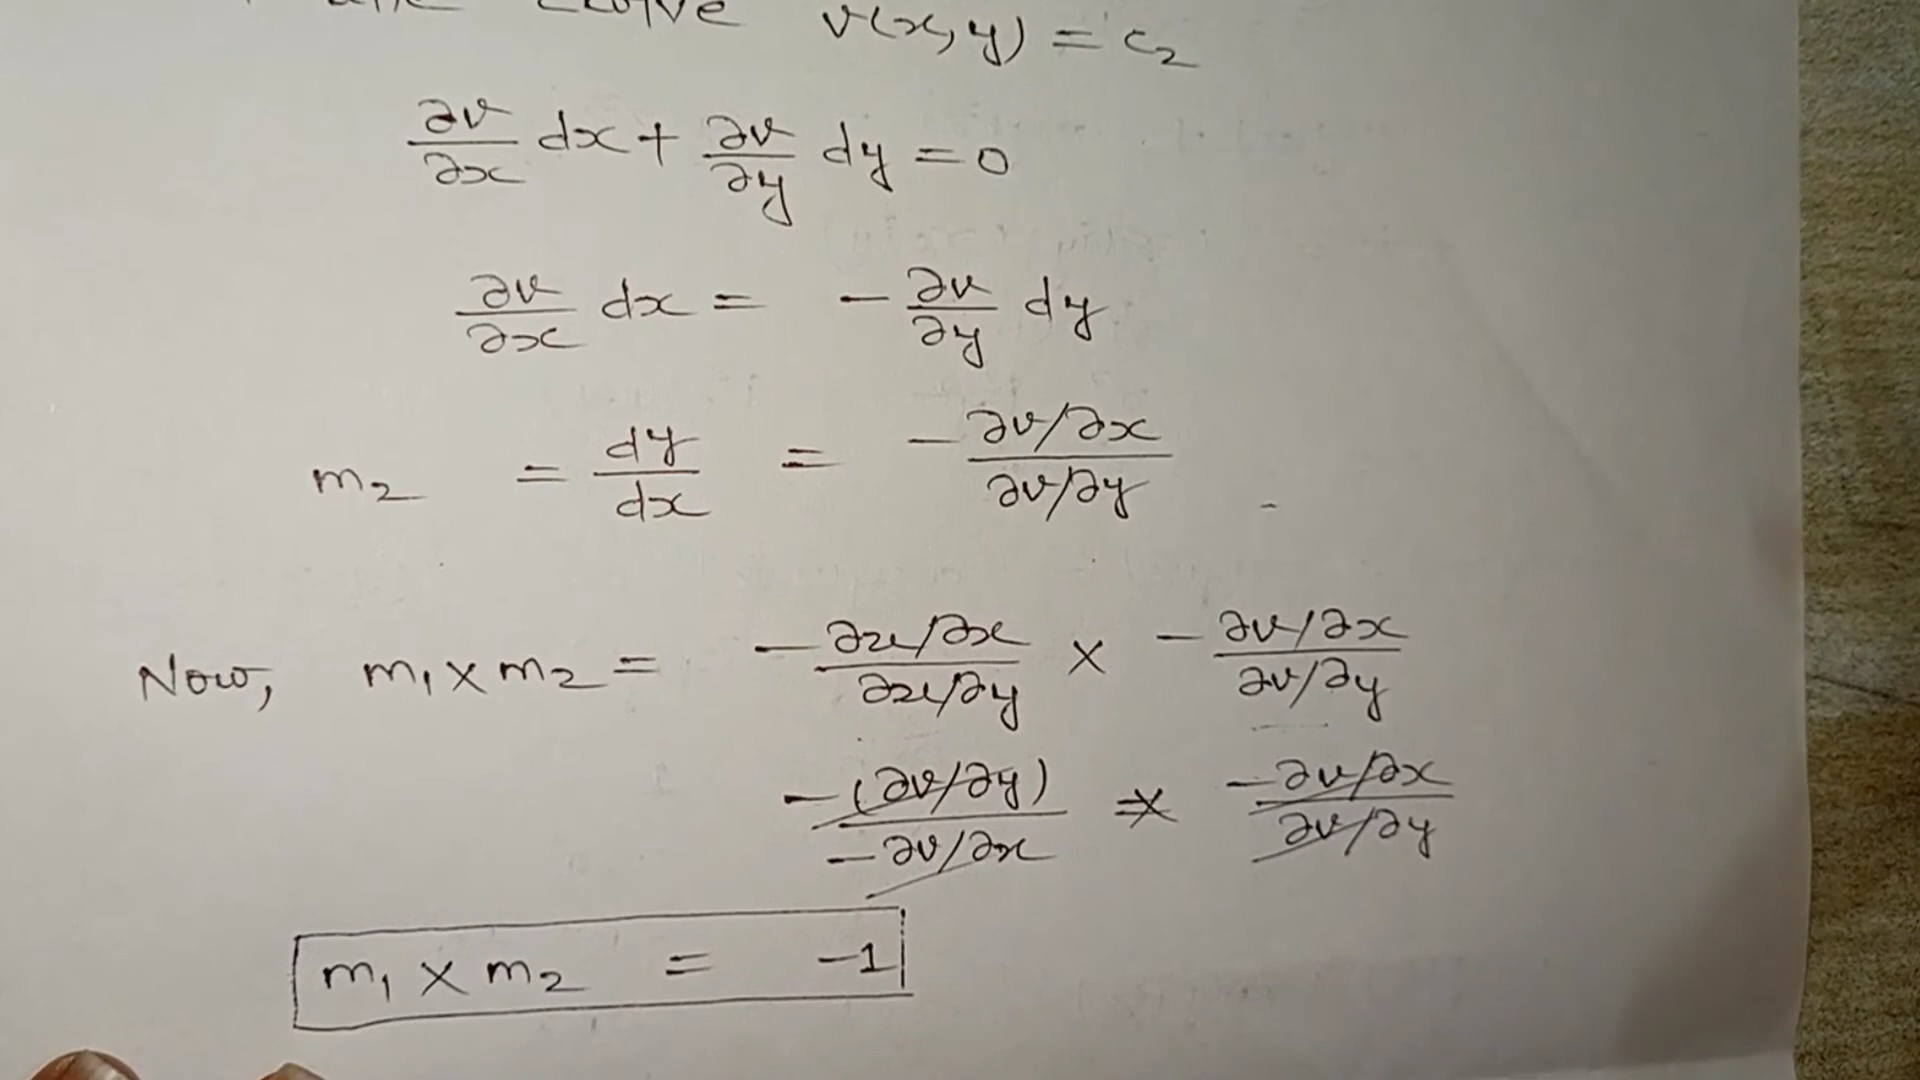 curve v(x,y) = c₂
∂v/∂x dx + ∂v/∂y dy = 0
∂v/∂x dx = - ∂v/∂y dy
m₂ = dy/dx = - (∂v/∂x)/(∂v/∂y)
Now, m₁ x m₂ = - (∂u/∂x)/(∂u/∂y) x - (∂v/∂x)/(∂v/∂y)
-(∂v/∂y)/(-∂v/∂x) x (-∂v/∂x)/(∂v/∂y)
m₁ x m₂ = -1